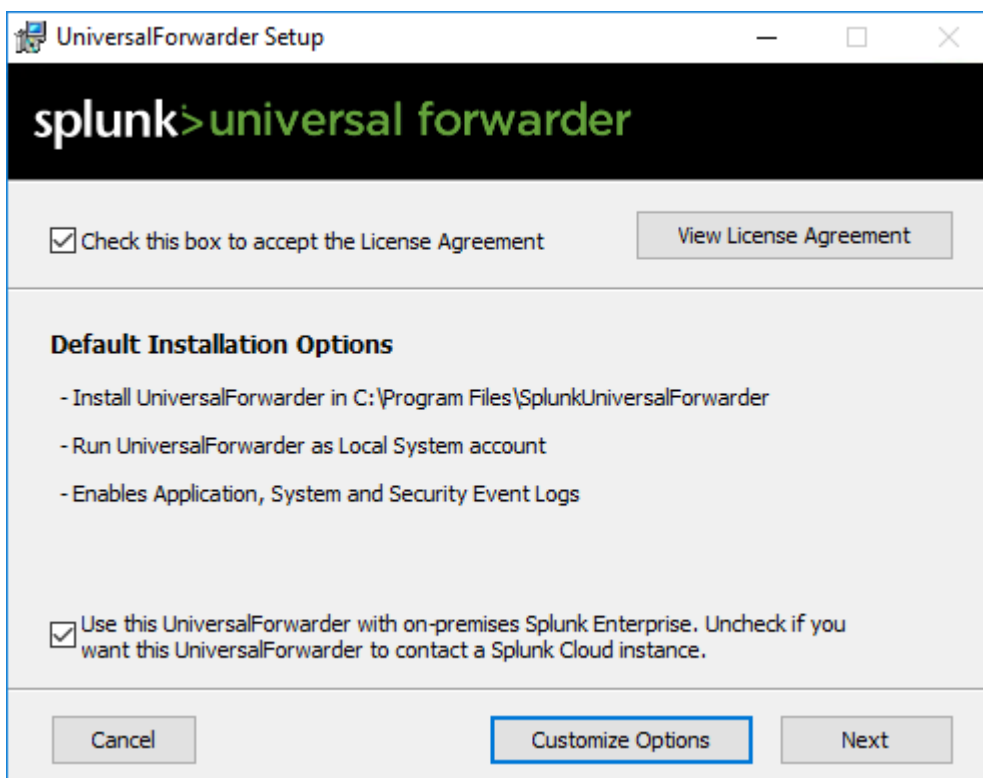 UniversalForwarder Setup
splunk>universal forwarder
Check this box to accept the License Agreement
View License Agreement
Default Installation Options
- Install UniversalForwarder in C:\Program Files\SplunkUniversalForwarder
- Run UniversalForwarder as Local System account
- Enables Application, System and Security Event Logs
Use this UniversalForwarder with on-premises Splunk Enterprise. Uncheck if you
want this UniversalForwarder to contact a Splunk Cloud instance.
Cancel
Customize Options
Next